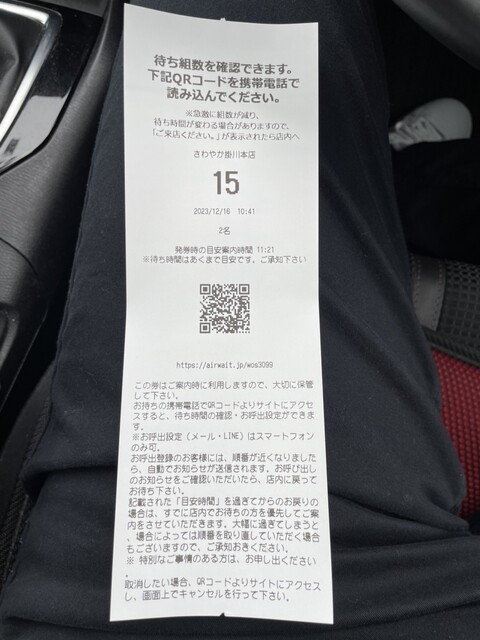 待ち組数を確認できます。
下記QRコードを携帯電話で
読み込んでください。
※急激に組数が減り、
待ち時間が変わる場合がありますので、
「ご来店ください。」が表示されたら店内へ
さわやか掛川本店
15
2023/12/16 10:41
2名
発券時の目安案内時間 11:21
※待ち時間はあくまで目安です。ご承知下さい
https://airwait.jp/wos3099
この券はご案内時に利用しますので、大切に保管
して下さい。
お持ちの携帯電話でQRコードよりサイトにアクセ
スすると、待ち時間の確認・お呼出設定ができま
す。
※お呼出設定（メール・LINE）はスマートフォン
のみ可。
お呼出登録のお客様には、順番が近くなりました
ら、自動でお知らせが送信されます。お呼び出し
のお知らせをご確認いただいたら、店内に戻って
お待ち下さい。
記載された「目安時間」を過ぎてからのお戻りの
場合は、すでに店内でお待ちの方を優先してご案
内をさせていただきます。大幅に過ぎてしまうと
、場合によっては順番を取り直していただく場合
もございますので、ご承知おきください。
※ 特別なご事情のある方は、お申し出ください
。
取消したい場合、QRコードよりサイトにアクセス
し、画面上でキャンセルを行って下さい。